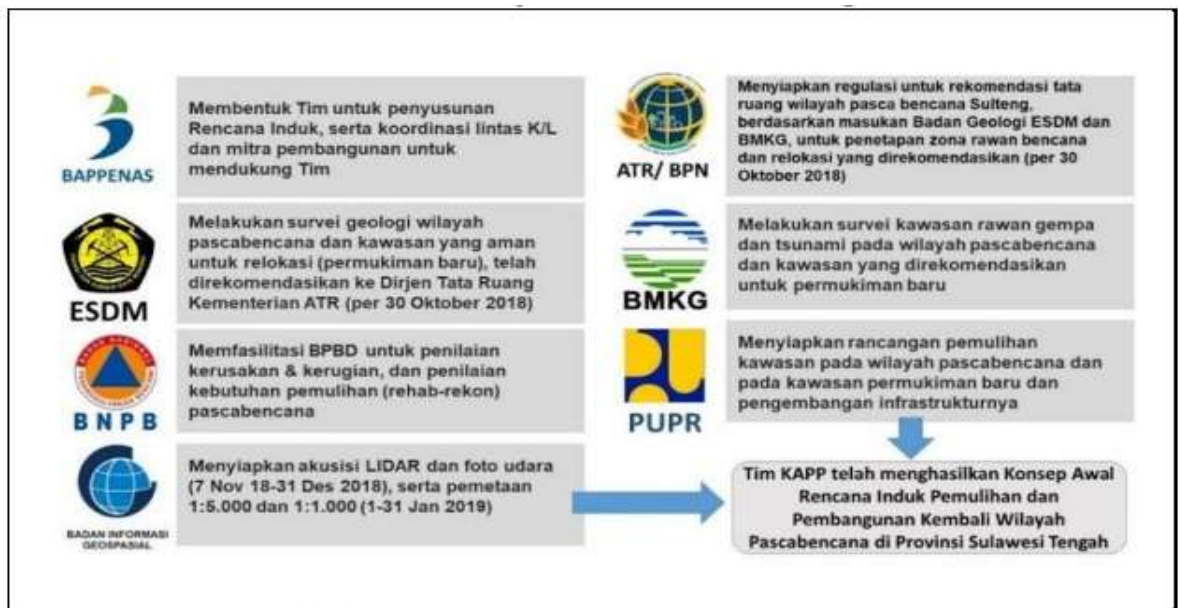 BAPPENAS
Membentuk Tim untuk penyusunan
Rencana Induk, serta koordinasi lintas K/L
dan mitra pembangunan untuk
mendukung Tim
ESDM
Melakukan survei geologi wilayah
pascabencana dan kawasan yang aman
untuk relokasi (permukiman baru), telah
direkomendasikan ke Dirjen Tata Ruang
Kementerian ATR (per 30 Oktober 2018)
BNPB
Memfasilitasi BPBD untuk penilaian
kerusakan & kerugian, dan penilaian
kebutuhan pemulihan (rehab-rekon)
pascabencana
BADAN INFORMASI
GEOSPASIAL
Menyiapkan akusisi LIDAR dan foto udara
(7 Nov 18-31 Des 2018), serta pemetaan
1:5.000 dan 1:1.000 (1-31 Jan 2019)
ATR/ BPN
Menyiapkan regulasi untuk rekomendasi tata
ruang wilayah pasca bencana Sulteng,
berdasarkan masukan Badan Geologi ESDM dan
BMKG, untuk penetapan zona rawan bencana
dan relokasi yang direkomendasikan (per 30
Oktober 2018)
BMKG
Melakukan survei kawasan rawan gempa
dan tsunami pada wilayah pascabencana
dan kawasan yang direkomendasikan
untuk permukiman baru
PUPR
Menyiapkan rancangan pemulihan
kawasan pada wilayah pascabencana dan
pada kawasan permukiman baru dan
pengembangan infrastrukturnya
Tim KAPP telah menghasilkan Konsep Awal
Rencana Induk Pemulihan dan
Pembangunan Kembali Wilayah
Pascabencana di Provinsi Sulawesi Tengah